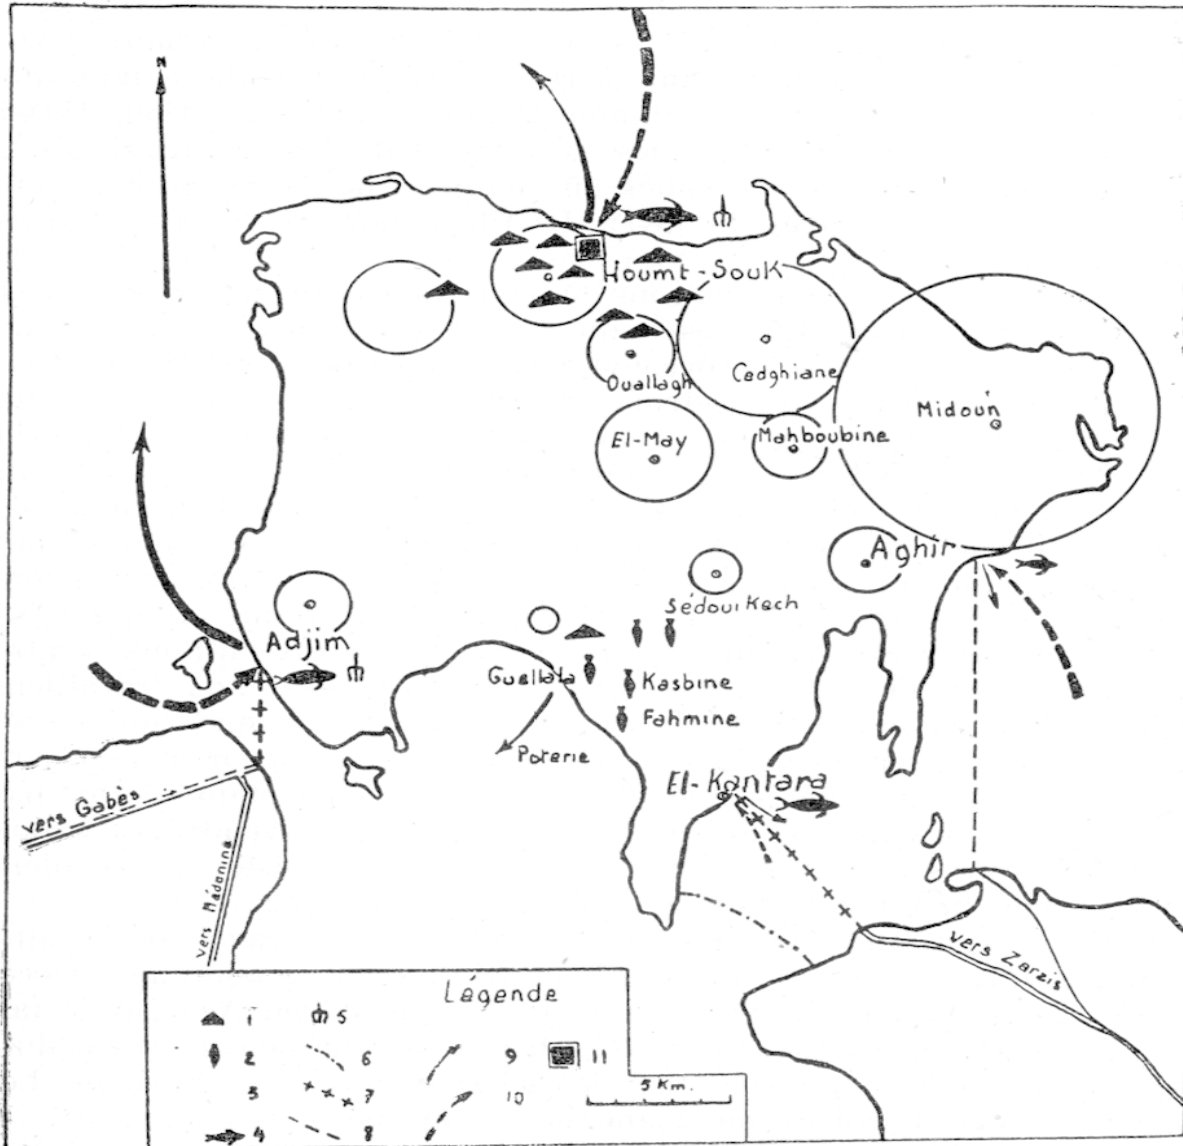 N
Houmt-Souk
Ouallagh
Cedghiane
Midoun
El-May
Mahboubine
Aghir
Sédouikech
Adjim
Guellala
Kasbine
Fahmine
Poterie
El-Kantara
vers Gabès
vers Médenine
vers Zarzis
Légende
1
5
2
6
9
11
3
7
10
5 Km.
4
8